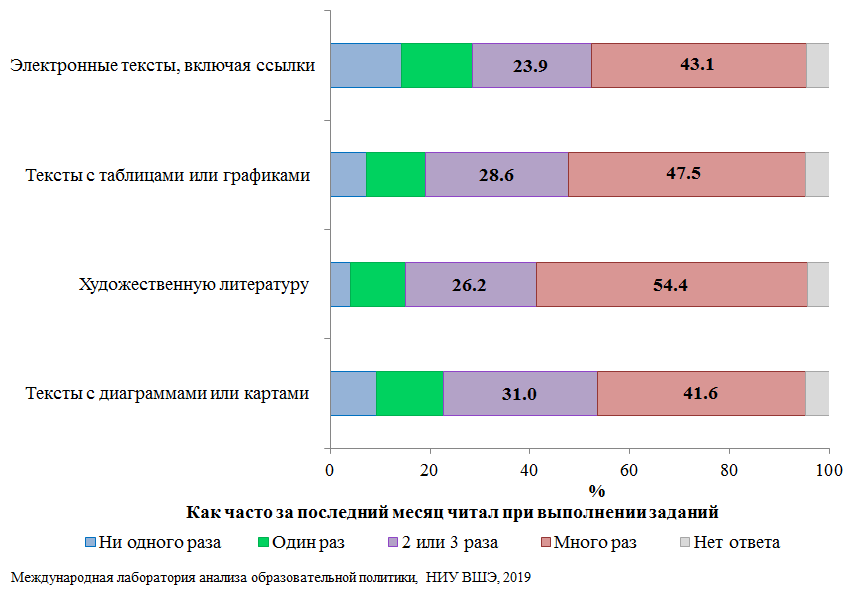 Электронные тексты, включая ссылки
23.9
43.1
Тексты с таблицами или графиками
28.6
47.5
Художественную литературу
26.2
54.4
Тексты с диаграммами или картами
31.0
41.6
0 20 40 60 80 100
%
Как часто за последний месяц читал при выполнении заданий
Ни одного раза Один раз 2 или 3 раза Много раз Нет ответа
Международная лаборатория анализа образовательной политики, НИУ ВШЭ, 2019